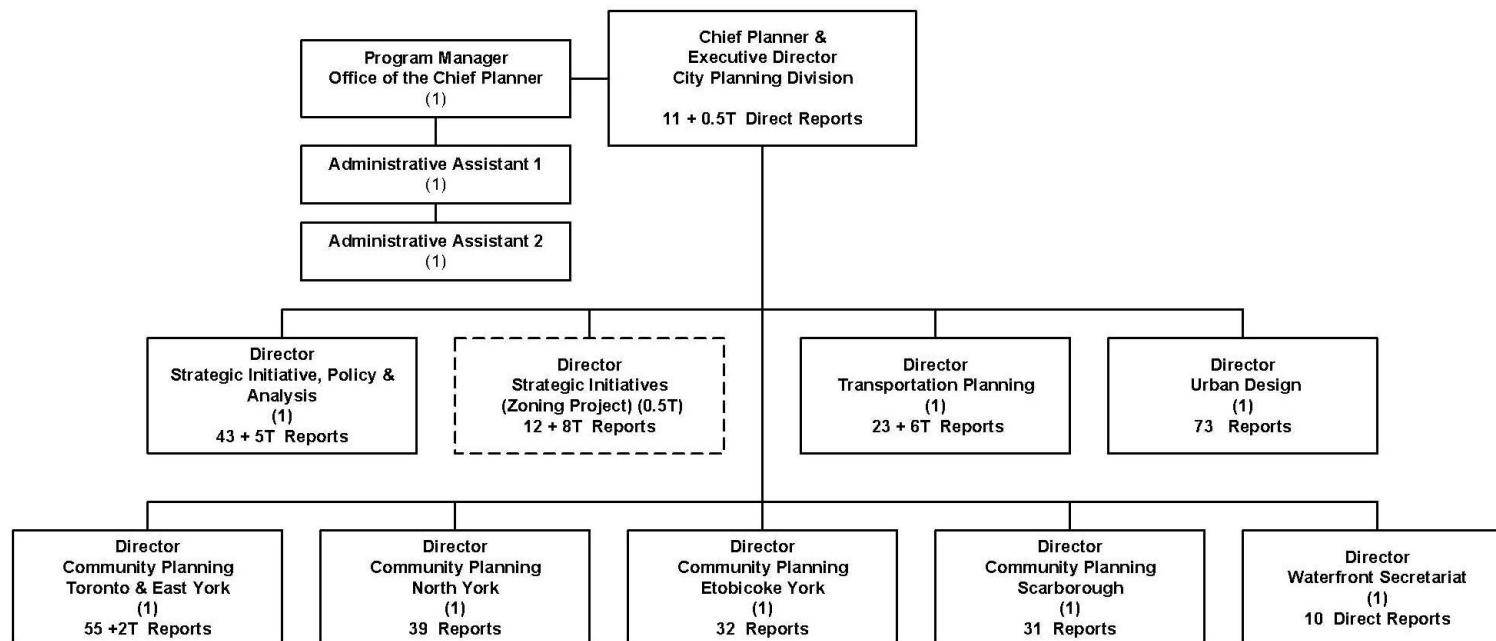 Chief Planner &
Executive Director
City Planning Division
11 + 0.5T Direct Reports
Program Manager
Office of the Chief Planner
(1)
Administrative Assistant 1
(1)
Administrative Assistant 2
(1)
Director
Strategic Initiative, Policy &
Analysis
(1)
43 + 5T Reports
Director
Strategic Initiatives
(Zoning Project) (0.5T)
12 + 8T Reports
Director
Transportation Planning
(1)
23 + 6T Reports
Director
Urban Design
(1)
73 Reports
Director
Community Planning
Toronto & East York
(1)
55 +2T Reports
Director
Community Planning
North York
(1)
39 Reports
Director
Community Planning
Etobicoke York
(1)
32 Reports
Director
Community Planning
Scarborough
(1)
31 Reports
Director
Waterfront Secretariat
(1)
10 Direct Reports